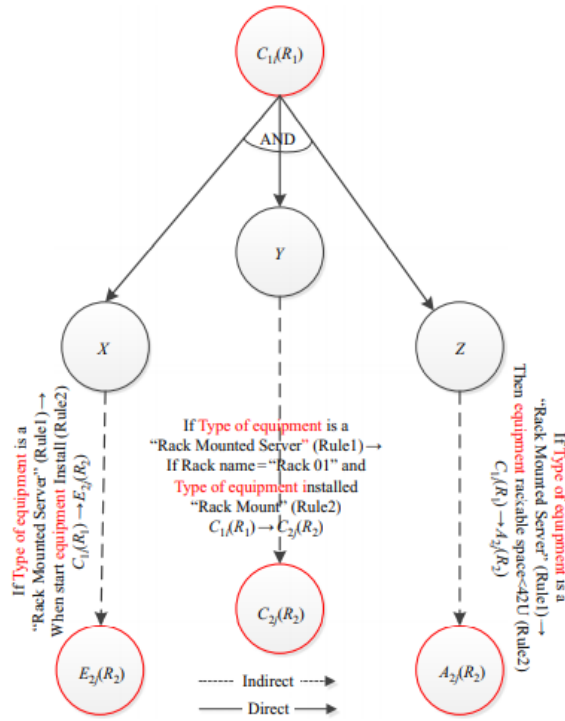 C1i(R1)
AND
Y
X
Z
If Type of equipment is a
“Rack Mounted Server” (Rule1)→
When start equipment Install (Rule2)
C1i(R1)→E2j(R2)
If Type of equipment is a
“Rack Mounted Server” (Rule1)→
If Rack name=“Rack 01” and
Type of equipment installed
“Rack Mount” (Rule2)
C1i(R1)→C2j(R2)
If Type of equipment is a
“Rack Mounted Server” (Rule1)→
Then equipment rackable space<42U (Rule2)
C1i(R1)→A2j(R2)
C2j(R2)
E2j(R2)
A2j(R2)
Indirect
Direct